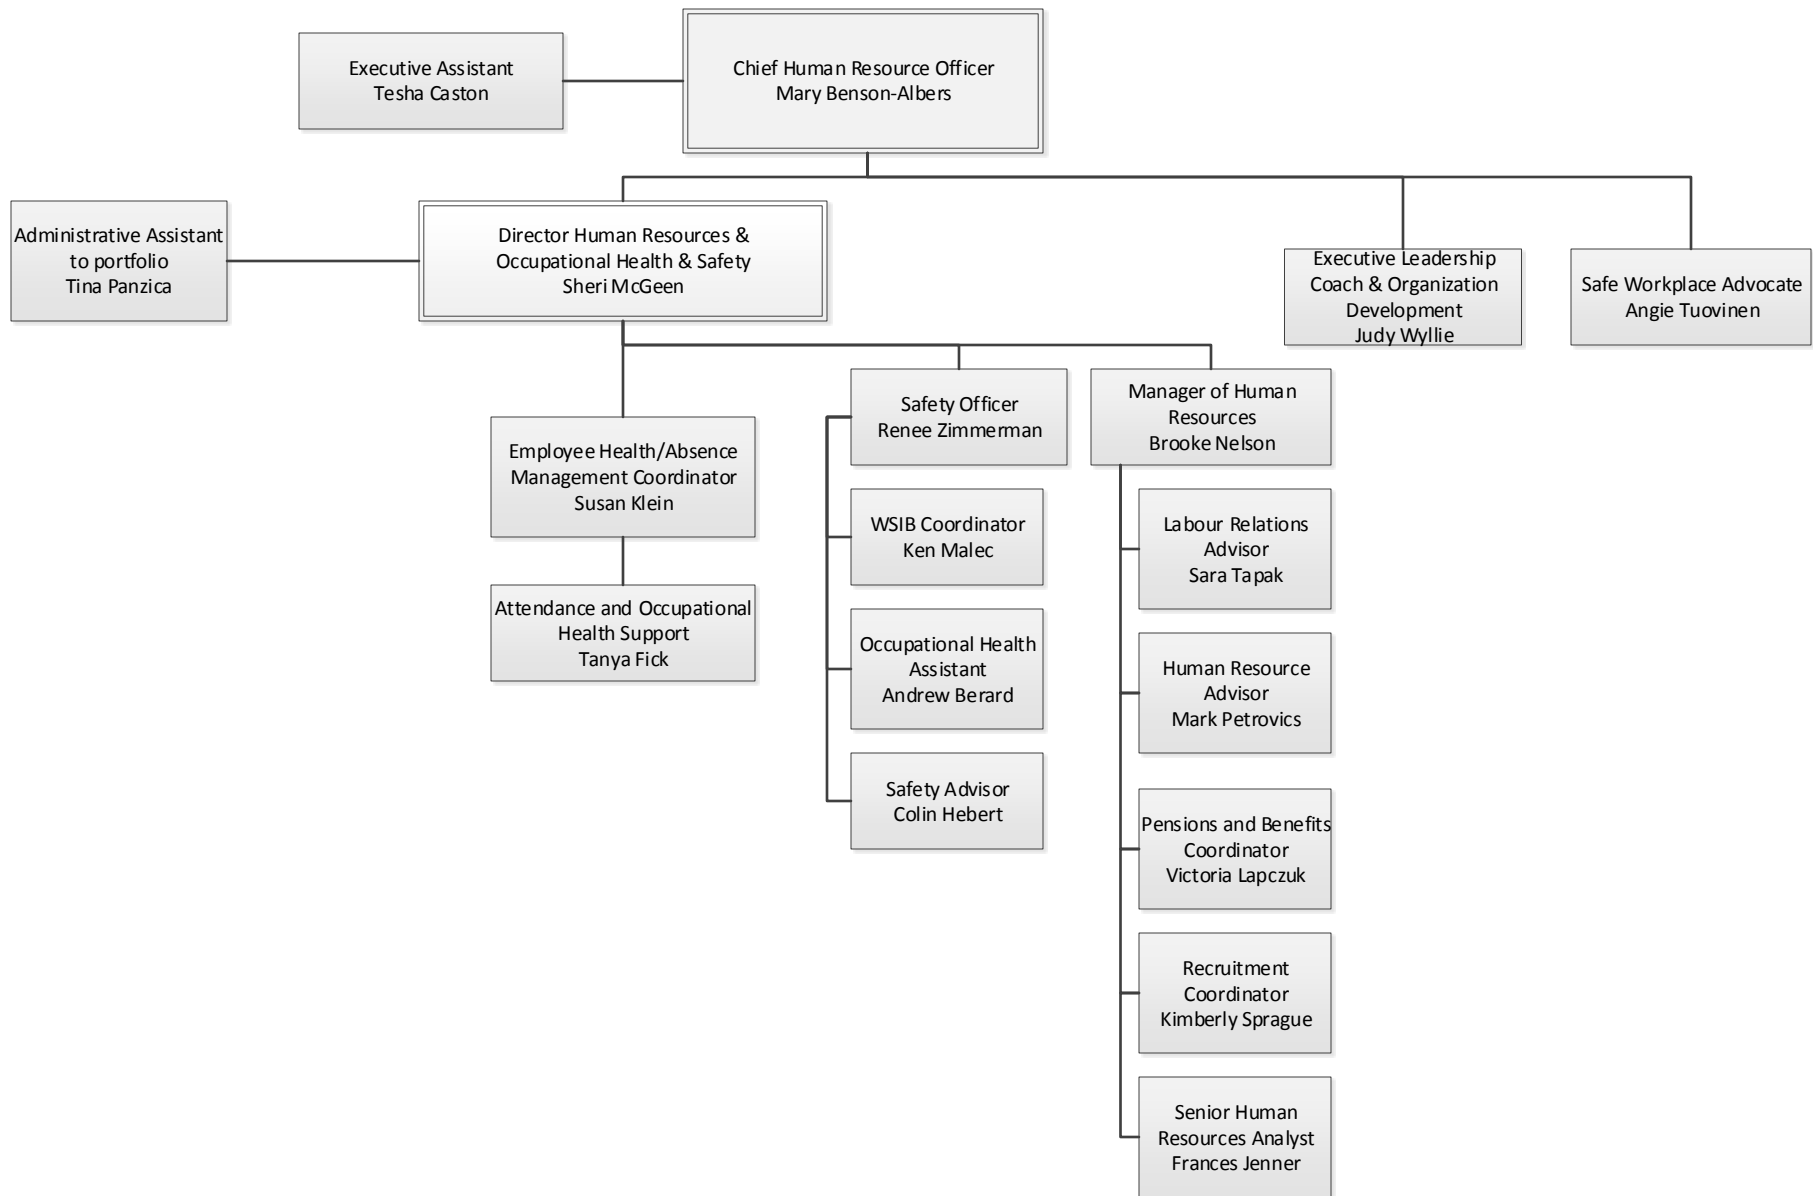 Executive Assistant
Tesha Caston
Chief Human Resource Officer
Mary Benson-Albers
Administrative Assistant
to portfolio
Tina Panzica
Director Human Resources &
Occupational Health & Safety
Sheri McGeen
Executive Leadership
Coach & Organization
Development
Judy Wyllie
Safe Workplace Advocate
Angie Tuovinen
Employee Health/Absence
Management Coordinator
Susan Klein
Attendance and Occupational
Health Support
Tanya Fick
Safety Officer
Renee Zimmerman
WSIB Coordinator
Ken Malec
Occupational Health
Assistant
Andrew Berard
Safety Advisor
Colin Hebert
Manager of Human
Resources
Brooke Nelson
Labour Relations
Advisor
Sara Tapak
Human Resource
Advisor
Mark Petrovics
Pensions and Benefits
Coordinator
Victoria Lapczuk
Recruitment
Coordinator
Kimberly Sprague
Senior Human
Resources Analyst
Frances Jenner